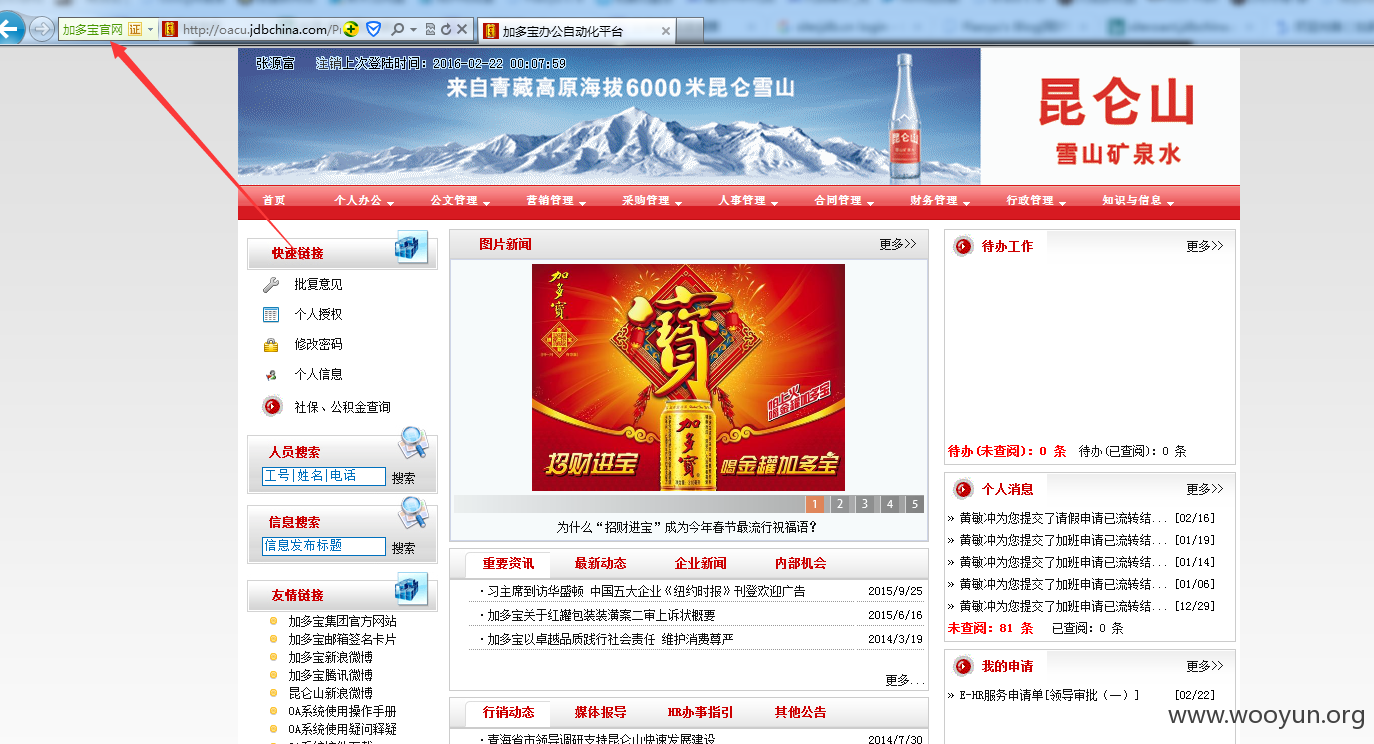 加多宝官网 证 http://oacu.jdbchina.com/P 加多宝办公自动化平台
张源富 注销上次登陆时间：2016-02-22 00:07:59
来自青藏高原海拔6000米昆仑雪山
昆仑山
昆仑山
雪山矿泉水
首页 个人办公 公文管理 营销管理 采购管理 人事管理 合同管理 财务管理 行政管理 知识与信息
快速链接
批复意见
个人授权
修改密码
个人信息
社保、公积金查询
人员搜索
工号|姓名|电话 搜索
信息搜索
信息发布标题 搜索
友情链接
加多宝集团官方网站
加多宝邮箱签名卡片
加多宝新浪微博
加多宝腾讯微博
昆仑山新浪微博
OA系统使用操作手册
OA系统使用疑问释疑
图片新闻 更多>>
加多寶
寶
加多寶
招财进宝
喝金罐加多宝
1 2 3 4 5
为什么“招财进宝”成为今年春节最流行祝福语？
重要资讯 最新动态 企业新闻 内部机会
·习主席到访华盛顿 中国五大企业《纽约时报》刊登欢迎广告 2015/9/25
·加多宝关于红罐包装装潢案二审上诉状概要 2015/6/16
·加多宝以卓越品质践行社会责任 维护消费尊严 2014/3/19
更多...
行销动态 媒体报导 HR办事指引 其他公告
·青海省市领导调研支持昆仑山快速发展建设 2014/7/30
待办工作 更多>>
待办(未查阅)：0 条 待办(已查阅)：0 条
个人消息 更多>>
» 黄敏冲为您提交了请假申请已流转结... [02/16]
» 黄敏冲为您提交了加班申请已流转结... [01/19]
» 黄敏冲为您提交了加班申请已流转结... [01/14]
» 黄敏冲为您提交了加班申请已流转结... [01/06]
» 黄敏冲为您提交了加班申请已流转结... [12/29]
未查阅：81 条 已查阅：0 条
我的申请 更多>>
» E-HR服务申请单[领导审批（一）] [02/22]
www.wooyun.org